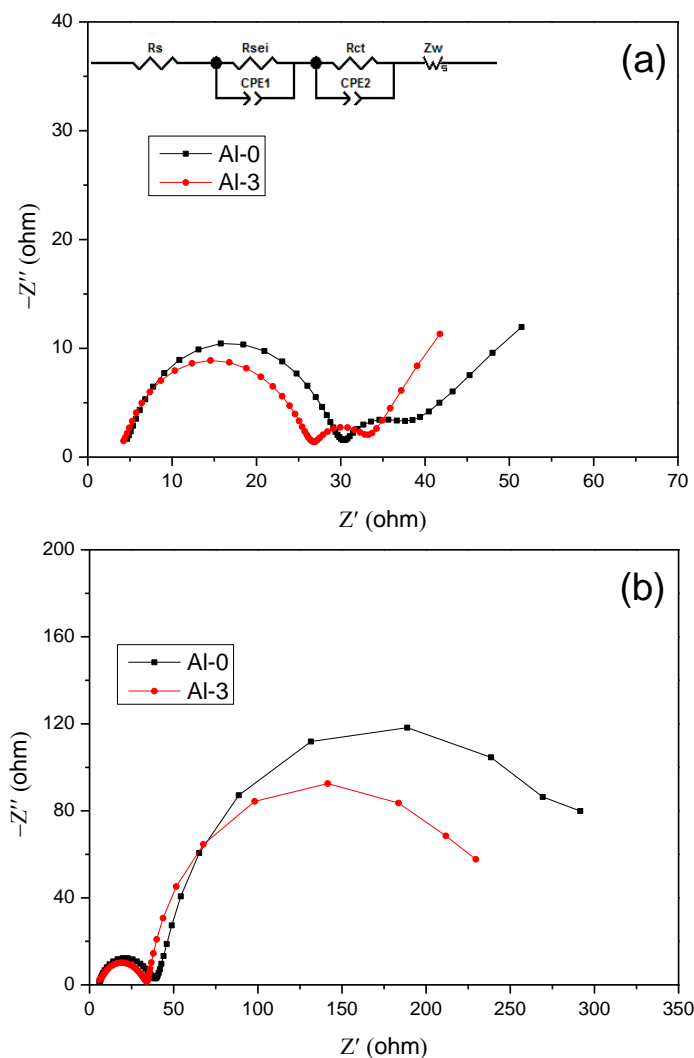 40
Rs Rsei Rct Zw
(a)
CPE1 CPE2
s
30
Al-0
Al-3
20
−Z′′ (ohm)
10
0
0 10 20 30 40 50 60 70
Z′ (ohm)
200
(b)
160
Al-0
Al-3
120
−Z′′ (ohm)
80
40
0
0 50 100 150 200 250 300 350
Z′ (ohm)